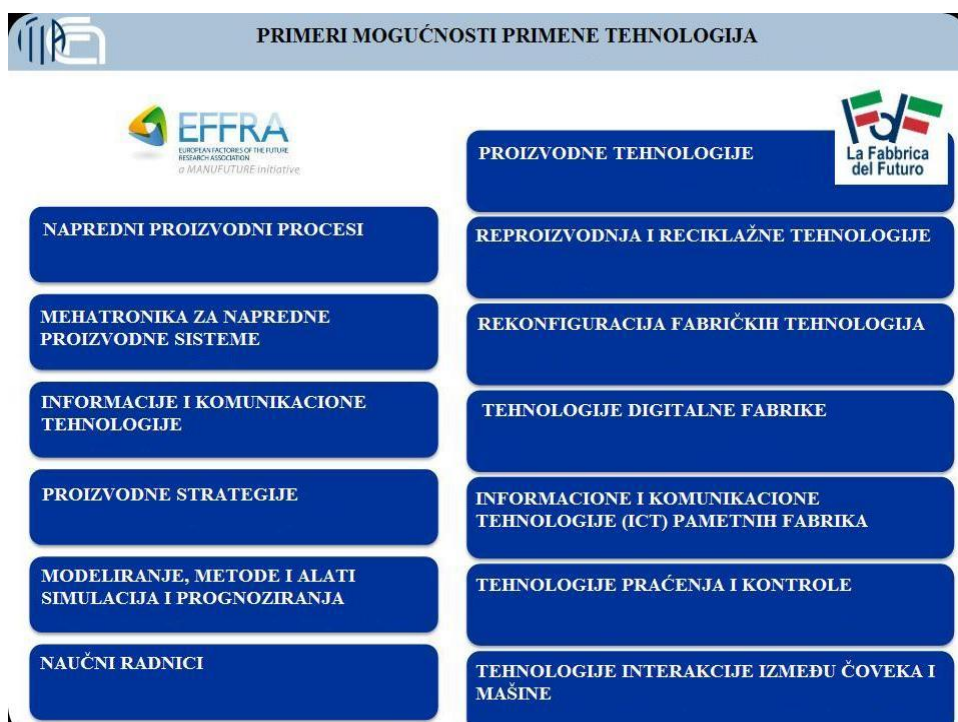 PRIMERI MOGUĆNOSTI PRIMENE TEHNOLOGIJA
EFFRA
EUROPEAN FACTORIES OF THE FUTURE
RESEARCH ASSOCIATION
a MANUFUTURE initiative
NAPREDNI PROIZVODNI PROCESI
MEHATRONIKA ZA NAPREDNE
PROIZVODNE SISTEME
INFORMACIJE I KOMUNIKACIONE
TEHNOLOGIJE
PROIZVODNE STRATEGIJE
MODELIRANJE, METODE I ALATI
SIMULACIJA I PROGNOZIRANJA
NAUČNI RADNICI
La Fabbrica
del Futuro
PROIZVODNE TEHNOLOGIJE
REPROIZVODNJA I RECIKLAŽNE TEHNOLOGIJE
REKONFIGURACIJA FABRIČKIH TEHNOLOGIJA
TEHNOLOGIJE DIGITALNE FABRIKE
INFORMACIONE I KOMUNIKACIONE
TEHNOLOGIJE (ICT) PAMETNIH FABRIKA
TEHNOLOGIJE PRAĆENJA I KONTROLE
TEHNOLOGIJE INTERAKCIJE IZMEĐU ČOVEKA I
MAŠINE